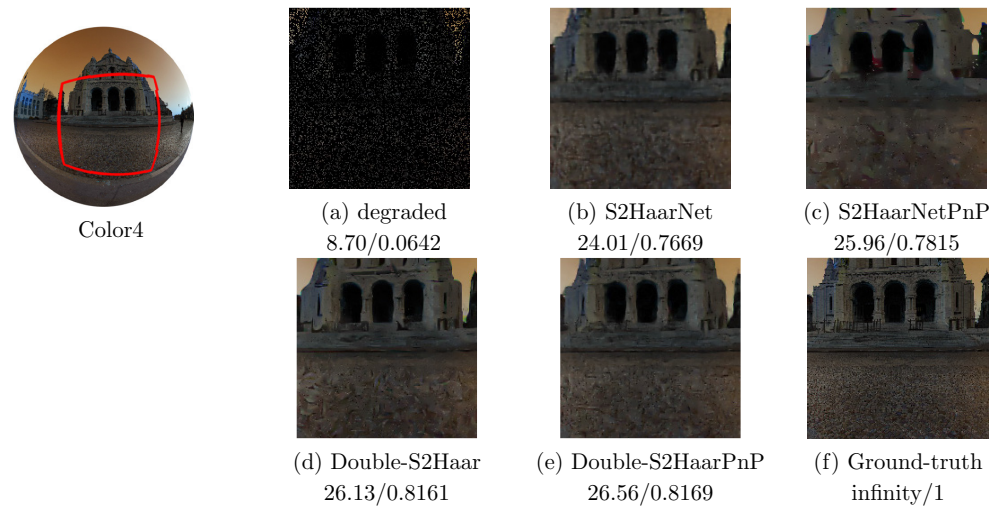 Color4
(a) degraded
8.70/0.0642
(b) S2HaarNet
24.01/0.7669
(c) S2HaarNetPnP
25.96/0.7815
(d) Double-S2Haar
26.13/0.8161
(e) Double-S2HaarPnP
26.56/0.8169
(f) Ground-truth
infinity/1